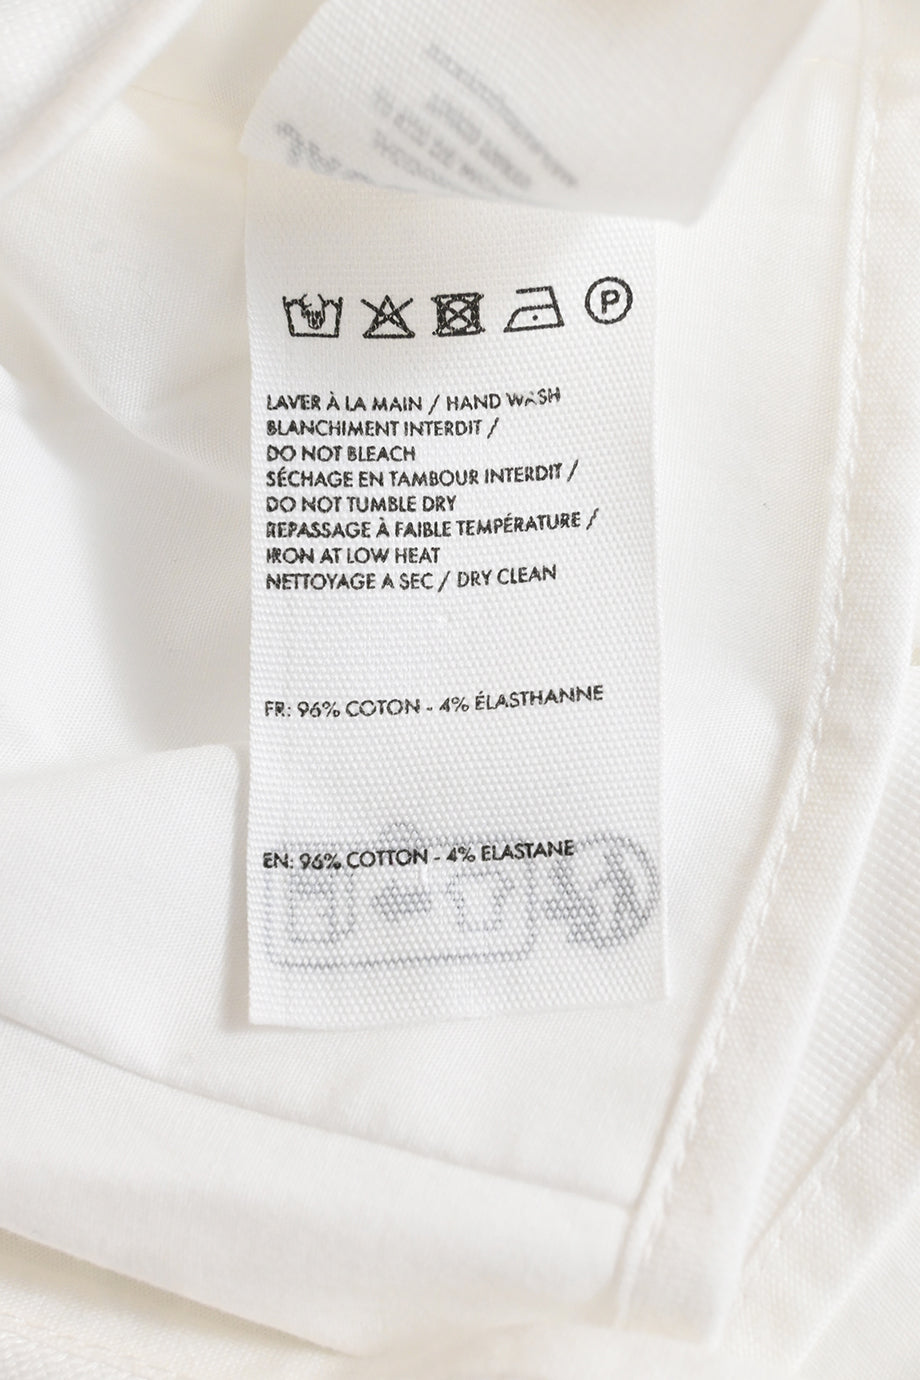 P
LAVER À LA MAIN / HAND WASH
BLANCHIMENT INTERDIT /
DO NOT BLEACH
SÉCHAGE EN TAMBOUR INTERDIT /
DO NOT TUMBLE DRY
REPASSAGE À FAIBLE TEMPÉRATURE /
IRON AT LOW HEAT
NETTOYAGE A SEC / DRY CLEAN
FR: 96% COTON - 4% ÉLASTHANNE
EN: 96% COTTON - 4% ELASTANE